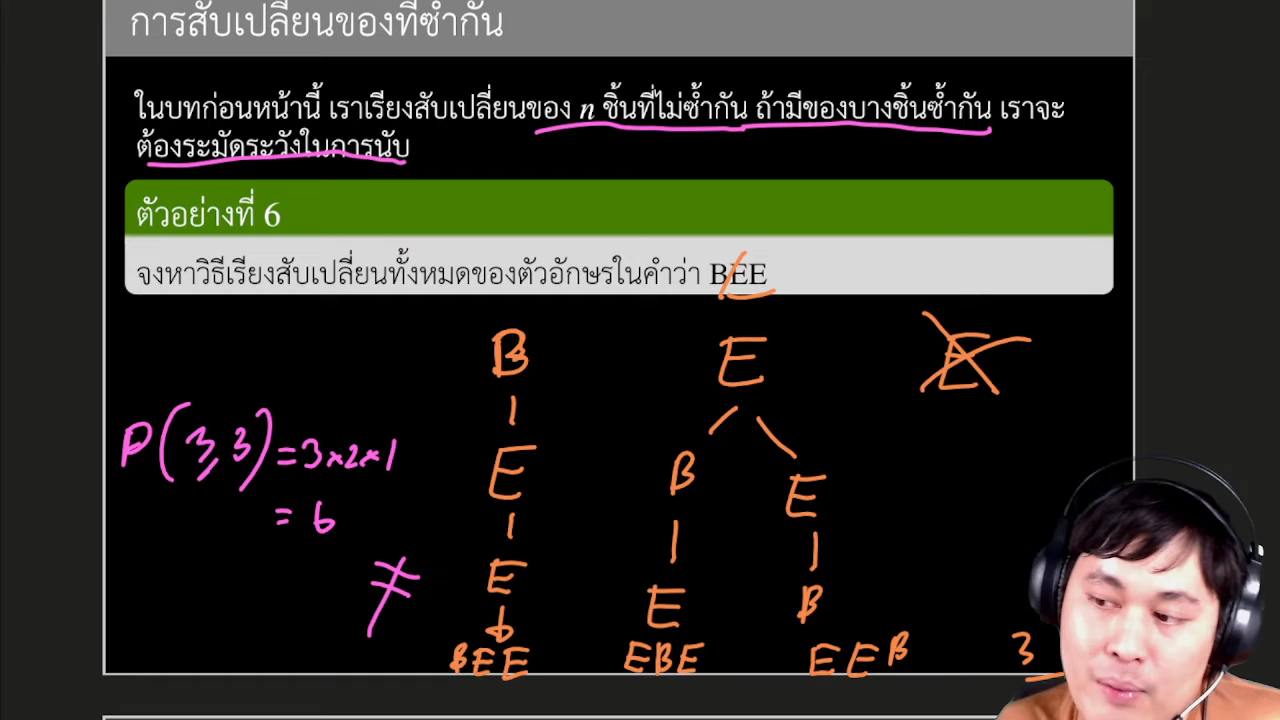 การสับเปลี่ยนของที่ซ้ำกัน
ในบทก่อนหน้านี้ เราเรียงสับเปลี่ยนของ n ชิ้นที่ไม่ซ้ำกัน ถ้ามีของบางชิ้นซ้ำกัน เราจะ
ต้องระมัดระวังในการนับ
ตัวอย่างที่ 6
จงหาวิธีเรียงสับเปลี่ยนทั้งหมดของตัวอักษรในคำว่า BEE
B E E
P(3,3) = 3×2×1
= 6
≠
E B E
E E B
BEE EBE EEB 3